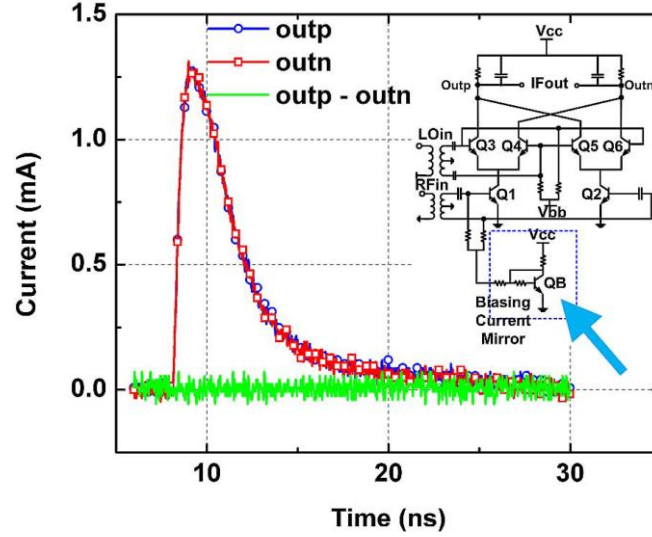 outp
outn
outp - outn
Vcc
Outp
IFout
Outn
LOin
Q3
Q4
Q5
Q6
RFin
Q1
Q2
Vbb
Vcc
QB
Biasing
Current
Mirror
1.5
1.0
0.5
0.0
Current (mA)
10
20
30
Time (ns)